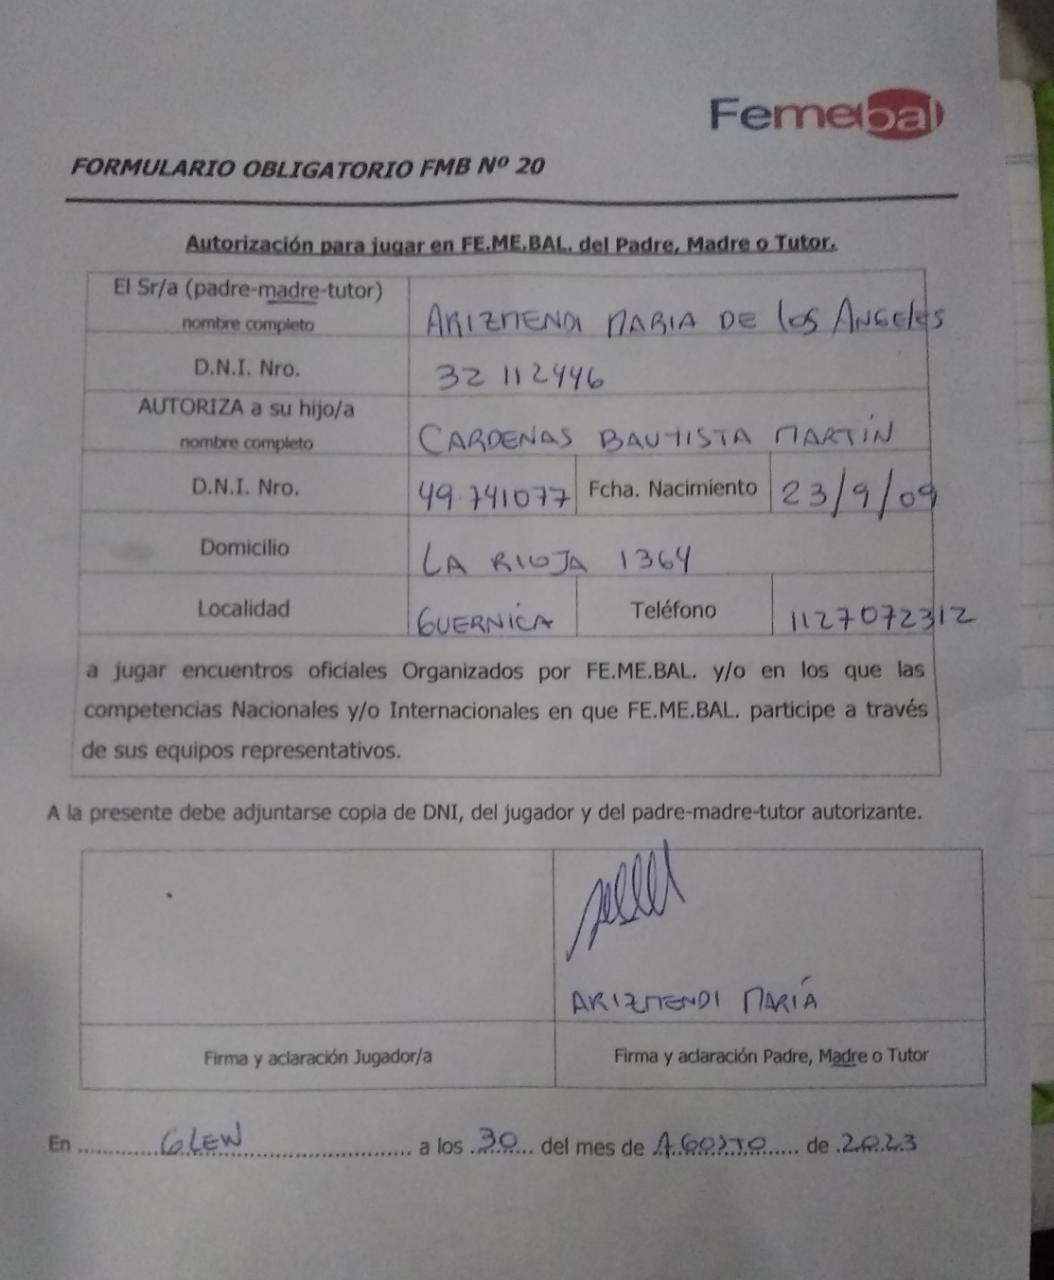 Femebal
FORMULARIO OBLIGATORIO FMB Nº 20
Autorización para jugar en FE.ME.BAL. del Padre, Madre o Tutor.
El Sr/a (padre-madre-tutor)
nombre completo
ARIZMENDI MARIA DE los ANGELES
D.N.I. Nro.
32 112446
AUTORIZA a su hijo/a
nombre completo
CARDENAS BAUTISTA MARTÍN
D.N.I. Nro.
49.741077
Fcha. Nacimiento
23/9/09
Domicilio
LA RIOJA 1364
Localidad
GUERNICA
Teléfono
1127072312
a jugar encuentros oficiales Organizados por FE.ME.BAL. y/o en los que las
competencias Nacionales y/o Internacionales en que FE.ME.BAL. participe a través
de sus equipos representativos.
A la presente debe adjuntarse copia de DNI, del jugador y del padre-madre-tutor autorizante.
ARIZMENDI MARÍA
Firma y aclaración Jugador/a
Firma y aclaración Padre, Madre o Tutor
En GLEW a los 30 del mes de AGOSTO de 2023